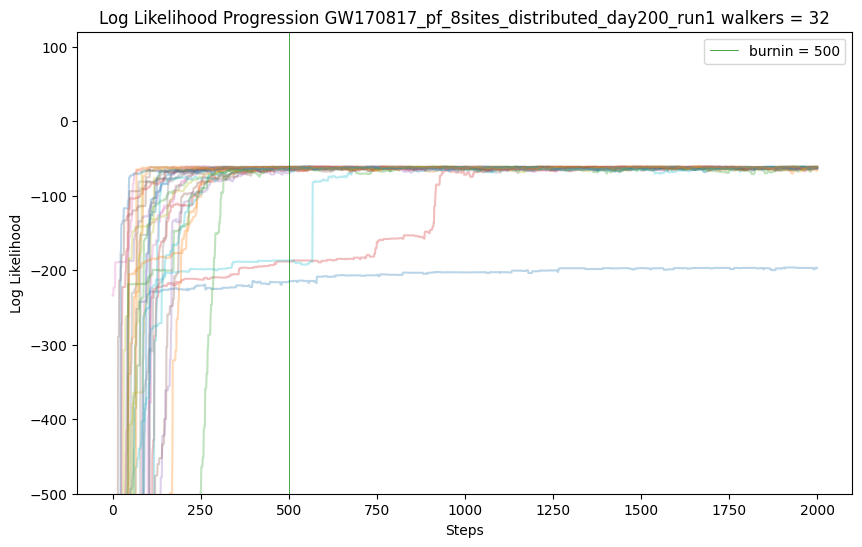 Log Likelihood Progression GW170817_pf_8sites_distributed_day200_run1 walkers = 32
burnin = 500
100
0
−100
−200
−300
−400
−500
Log Likelihood
0 250 500 750 1000 1250 1500 1750 2000
Steps